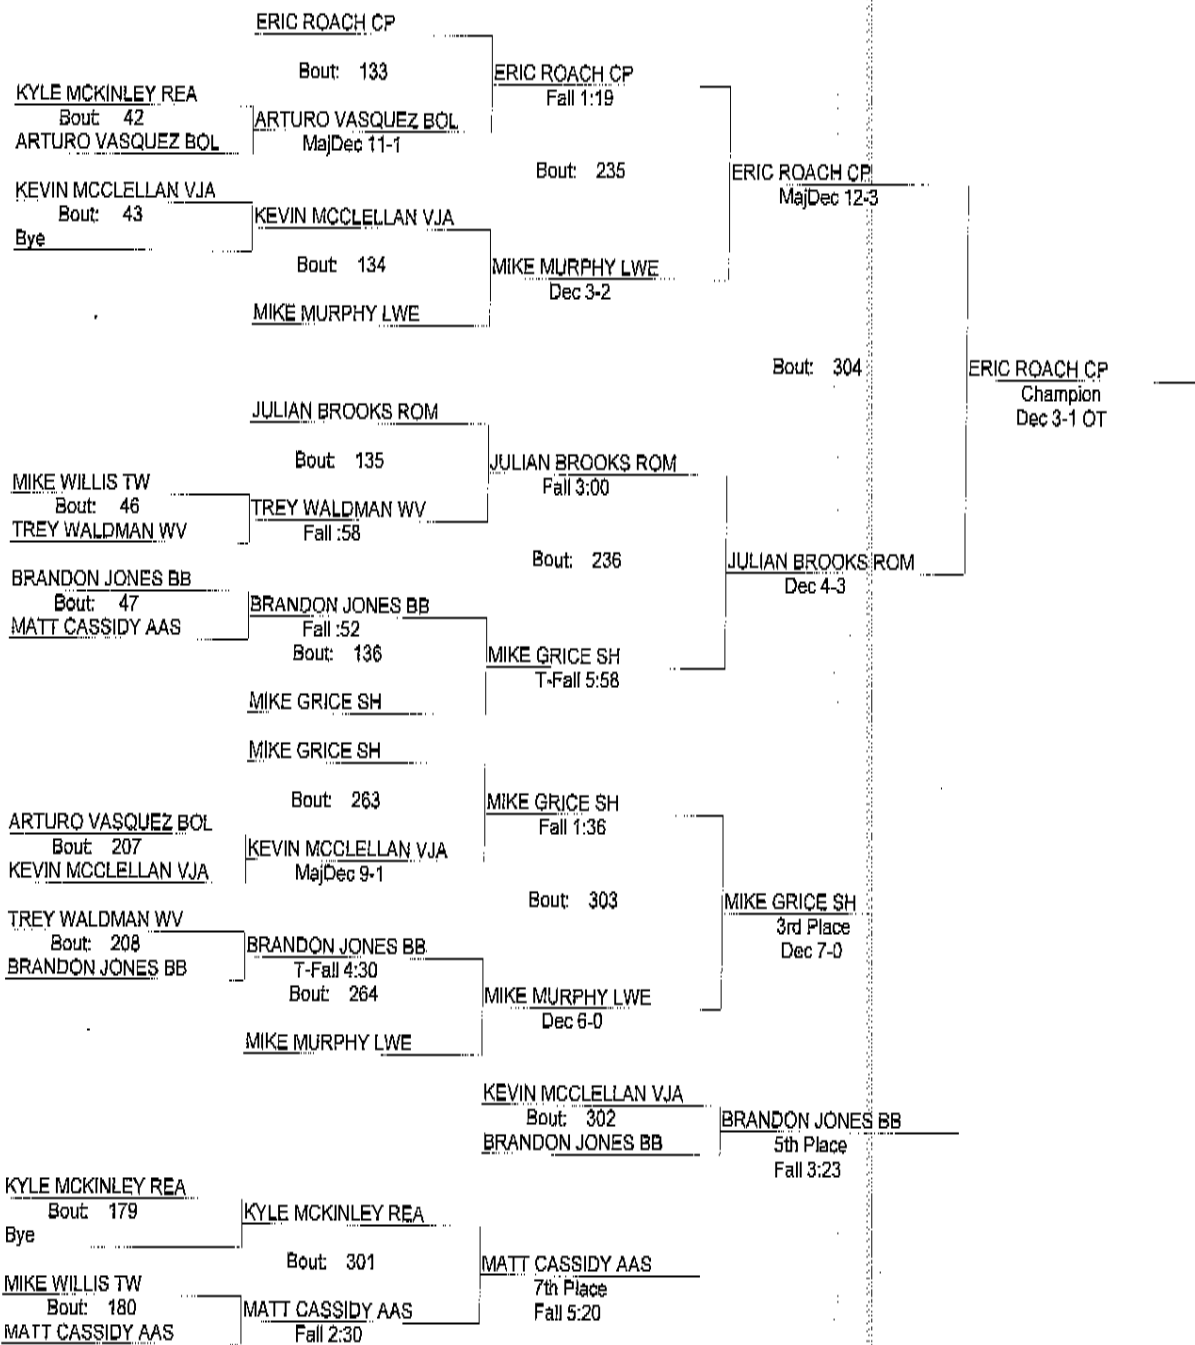 ERIC ROACH CP
Bout: 133
ERIC ROACH CP
Fall 1:19
KYLE MCKINLEY REA
Bout: 42
ARTURO VASQUEZ BOL
ARTURO VASQUEZ BOL
MajDec 11-1
Bout: 235
ERIC ROACH CP
MajDec 12-3
KEVIN MCCLELLAN VJA
Bout: 43
Bye
KEVIN MCCLELLAN VJA
Bout: 134
MIKE MURPHY LWE
Dec 3-2
MIKE MURPHY LWE
Bout: 304
ERIC ROACH CP
Champion
Dec 3-1 OT
JULIAN BROOKS ROM
Bout: 135
JULIAN BROOKS ROM
Fall 3:00
MIKE WILLIS TW
Bout: 46
TREY WALDMAN WV
TREY WALDMAN WV
Fall :58
Bout: 236
JULIAN BROOKS ROM
Dec 4-3
BRANDON JONES BB
Bout: 47
MATT CASSIDY AAS
BRANDON JONES BB
Fall :52
Bout: 136
MIKE GRICE SH
T-Fall 5:58
MIKE GRICE SH
MIKE GRICE SH
Bout: 263
MIKE GRICE SH
Fall 1:36
ARTURO VASQUEZ BOL
Bout: 207
KEVIN MCCLELLAN VJA
KEVIN MCCLELLAN VJA
MajDec 9-1
Bout: 303
MIKE GRICE SH
3rd Place
Dec 7-0
TREY WALDMAN WV
Bout: 208
BRANDON JONES BB
BRANDON JONES BB
T-Fall 4:30
Bout: 264
MIKE MURPHY LWE
Dec 6-0
MIKE MURPHY LWE
KEVIN MCCLELLAN VJA
Bout: 302
BRANDON JONES BB
BRANDON JONES BB
5th Place
Fall 3:23
KYLE MCKINLEY REA
Bout: 179
Bye
KYLE MCKINLEY REA
Bout: 301
MATT CASSIDY AAS
7th Place
Fall 5:20
MIKE WILLIS TW
Bout: 180
MATT CASSIDY AAS
MATT CASSIDY AAS
Fall 2:30